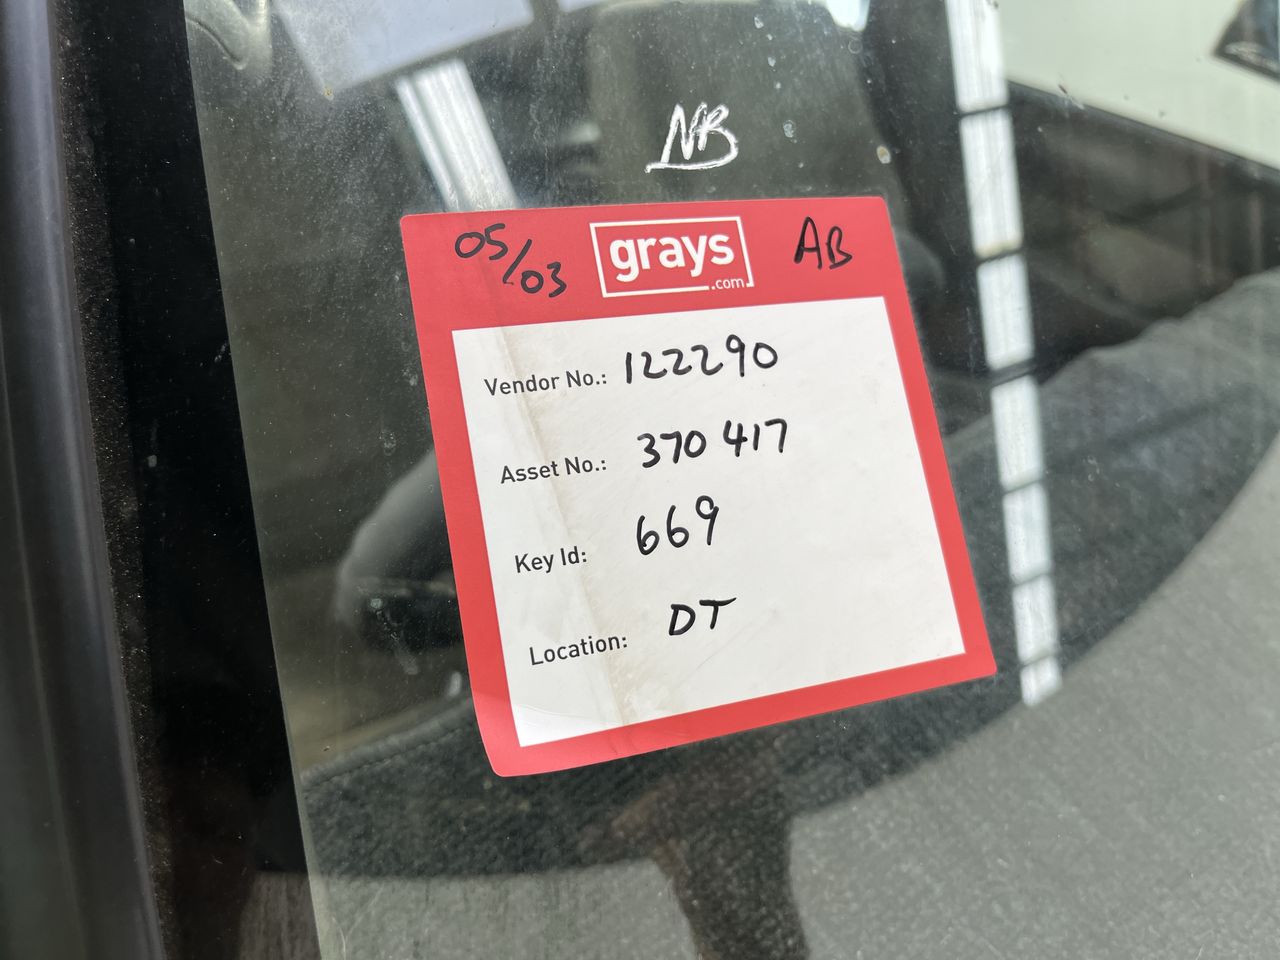 NB
05/03
grays
.com
AB
Vendor No.: 122290
Asset No.: 370 417
Key Id: 669
Location: DT